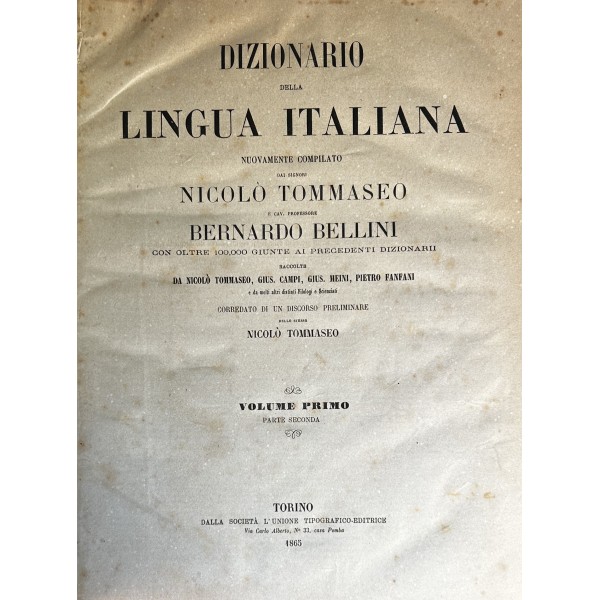 DIZIONARIO
DELLA
LINGUA ITALIANA
NUOVAMENTE COMPILATO
DAI SIGNORI
NICOLÒ TOMMASEO
E CAV. PROFESSORE
BERNARDO BELLINI
CON OLTRE 100,000 GIUNTE AI PRECEDENTI DIZIONARII
RACCOLTE
DA NICOLÒ TOMMASEO, GIUS. CAMPI, GIUS. MEINI, PIETRO FANFANI
e da molti altri distinti Filologi e Scienziati
CORREDATO DI UN DISCORSO PRELIMINARE
DELLO STESSO
NICOLÒ TOMMASEO
VOLUME PRIMO
PARTE SECONDA
TORINO
DALLA SOCIETÀ L'UNIONE TIPOGRAFICO-EDITRICE
Via Carlo Alberto, N° 33, casa Pomba
1865